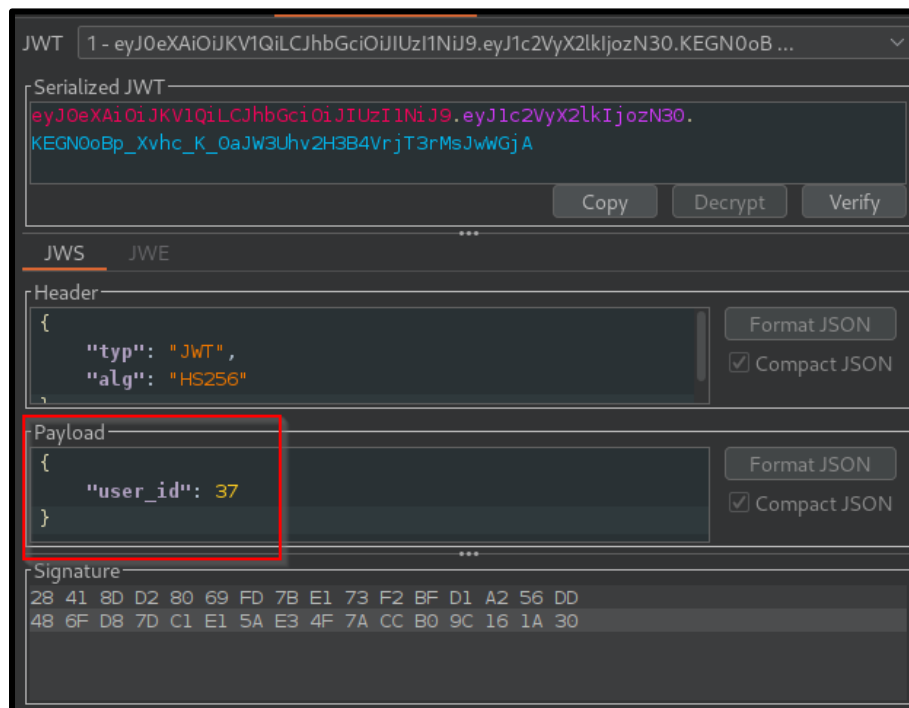 JWT 1 - eyJ0eXAiOiJKV1QiLCJhbGciOiJIUzI1NiJ9.eyJ1c2VyX2lkIjozN30.KEGN0oB ...
Serialized JWT
eyJ0eXAiOiJKV1QiLCJhbGciOiJIUzI1NiJ9.eyJ1c2VyX2lkIjozN30.
KEGN0oBp_Xvhc_K_0aJW3Uhv2H3B4VrjT3rMsJwWGjA
Copy Decrypt Verify
JWS JWE
Header
{
"typ": "JWT",
"alg": "HS256"
}
Format JSON
Compact JSON
Payload
{
"user_id": 37
}
Format JSON
Compact JSON
Signature
28 41 8D D2 80 69 FD 7B E1 73 F2 BF D1 A2 56 DD
48 6F D8 7D C1 E1 5A E3 4F 7A CC B0 9C 16 1A 30